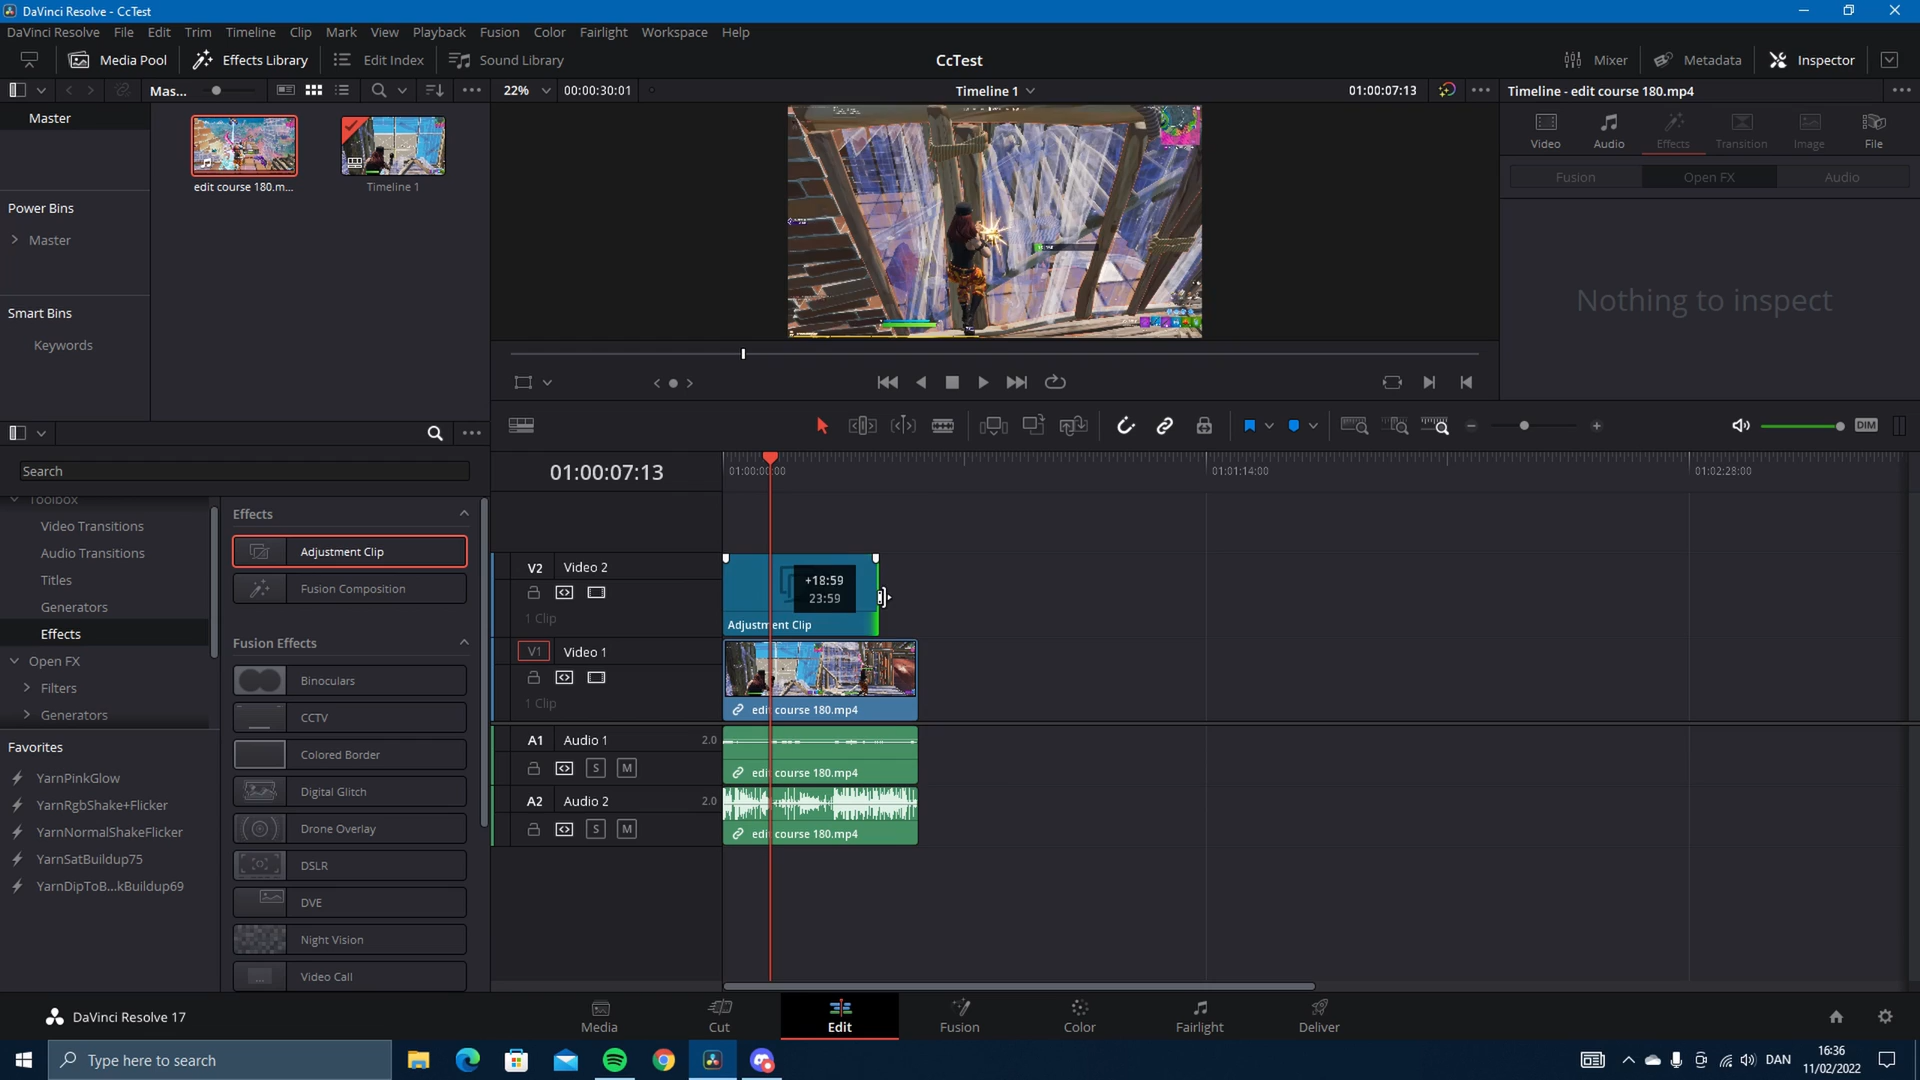 DaVinci Resolve - CcTest
DaVinci Resolve File Edit Trim Timeline Clip Mark View Playback Fusion Color Fairlight Workspace Help
Media Pool Effects Library Edit Index Sound Library CcTest Mixer Metadata Inspector
Mas... 22% 00:00:30:01 Timeline 1 01:00:07:13 Timeline - edit course 180.mp4
Master
Video Audio Effects Transition Image File
Fusion Open FX Audio
edit course 180.m... Timeline 1
Power Bins
Master
Nothing to inspect
Smart Bins
Keywords
DIM
01:00:07:13 01:00:00:00 01:01:14:00 01:02:28:00
Search
Toolbox
Video Transitions
Audio Transitions
Titles
Generators
Effects
Open FX
Filters
Generators
Favorites
YarnPinkGlow
YarnRgbShake+Flicker
YarnNormalShakeFlicker
YarnSatBuildup75
YarnDipToB...kBuildup69
Effects
Adjustment Clip
Fusion Composition
Fusion Effects
Binoculars
CCTV
Colored Border
Digital Glitch
Drone Overlay
DSLR
DVE
Night Vision
Video Call
V2 Video 2
1 Clip
+18:59
23:59
Adjustment Clip
V1 Video 1
1 Clip
edit course 180.mp4
A1 Audio 1 2.0
S M
edit course 180.mp4
A2 Audio 2 2.0
S M
edit course 180.mp4
DaVinci Resolve 17
Media Cut Edit Fusion Color Fairlight Deliver
Type here to search
DAN
16:36
11/02/2022